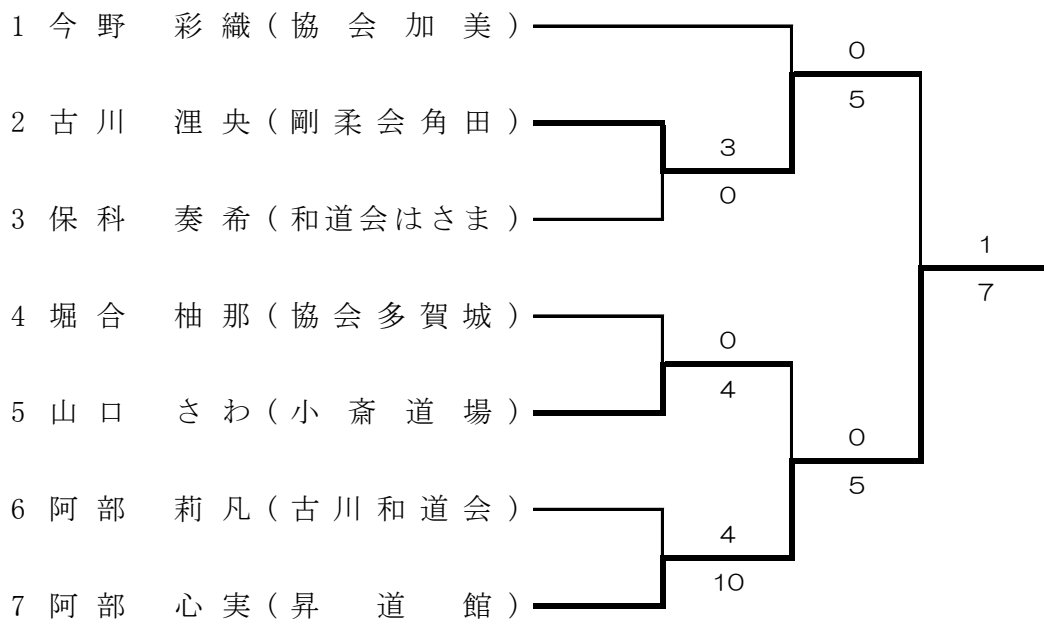 1 今野 彩織(協会加美)
0
5
2 古川 浬央(剛柔会角田)
3
0
3 保科 奏希(和道会はさま)
1
7
4 堀合 柚那(協会多賀城)
0
4
5 山口 さわ(小斎道場)
0
5
6 阿部 莉凡(古川和道会)
4
10
7 阿部 心実(昇道館)